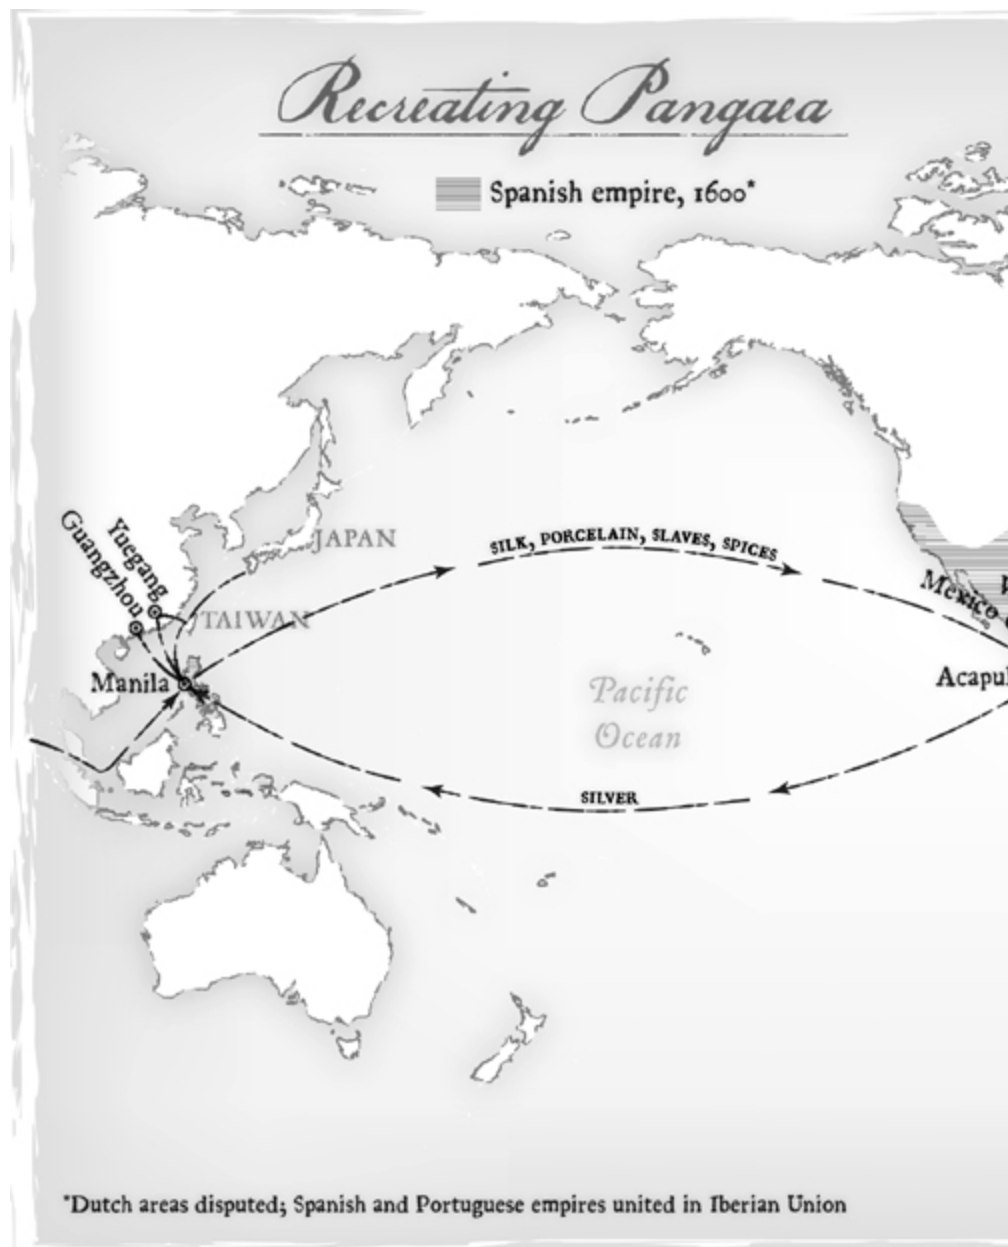 Recreating Pangaea
Spanish empire, 1600*
Yuegang
Guangzhou
JAPAN
SILK, PORCELAIN, SLAVES, SPICES
TAIWAN
Mexico
Manila
Acapul
Pacific
Ocean
SILVER
*Dutch areas disputed; Spanish and Portuguese empires united in Iberian Union